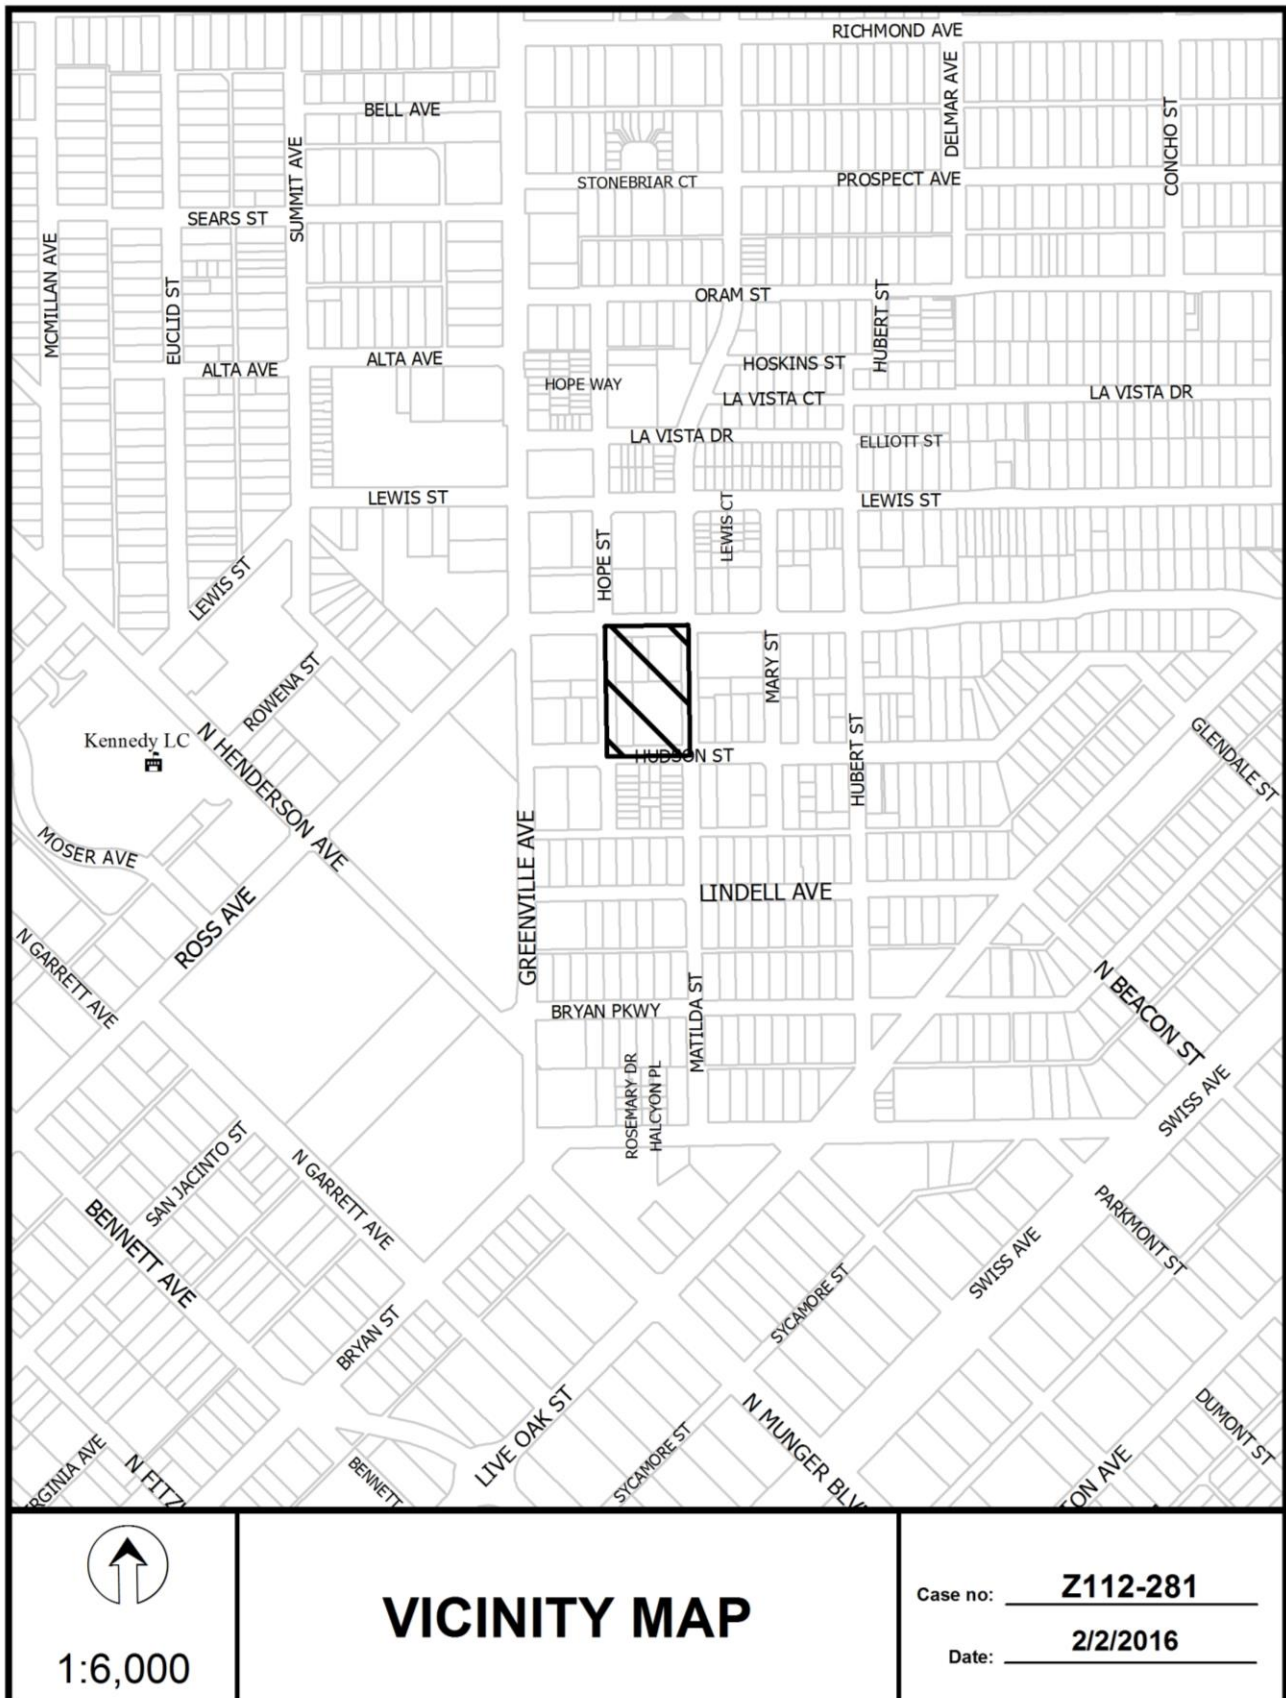 RICHMOND AVE
DELMAR AVE
BELL AVE
CONCHO ST
SUMMIT AVE
STONEBRIAR CT
PROSPECT AVE
SEARS ST
MCMILLAN AVE
EUCLID ST
ORAM ST
HUBERT ST
ALTA AVE
ALTA AVE
HOSKINS ST
HOPE WAY
LA VISTA CT
LA VISTA DR
LA VISTA DR
ELLIOTT ST
LEWIS ST
LEWIS ST
LEWIS CT
HOPE ST
LEWIS ST
ROWENA ST
MARY ST
Kennedy LC
N HENDERSON AVE
HUDSON ST
HUBERT ST
GLENDALE ST
MOSER AVE
GREENVILLE AVE
LINDELL AVE
ROSS AVE
N GARRETT AVE
N BEACON ST
BRYAN PKWY
MATILDA ST
ROSEMARY DR
HALCYON PL
SWISS AVE
SAN JACINTO ST
N GARRETT AVE
BENNETT AVE
PARKMONT ST
SWISS AVE
SYCAMORE ST
BRYAN ST
LIVE OAK ST
N MUNGER BLV
DUMONT ST
SYCAMORE ST
RGINIA AVE
N FITZ
BENNETT
TON AVE
1:6,000
VICINITY MAP
Case no: Z112-281
Date: 2/2/2016